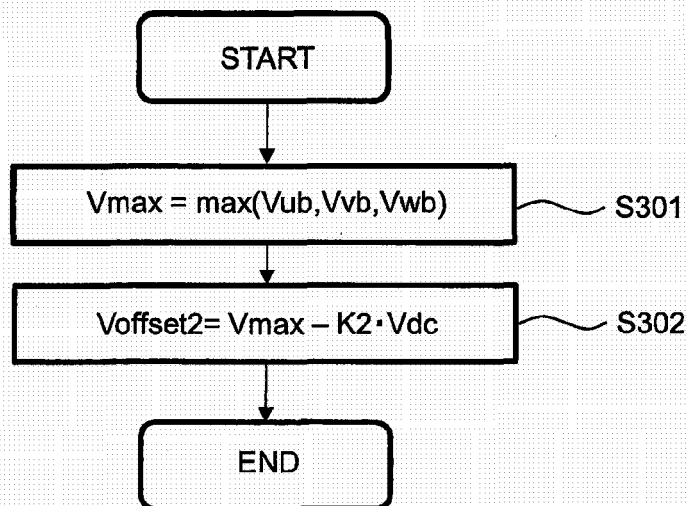 START
Vmax = max(Vub,Vvb,Vwb)
S301
Voffset2= Vmax – K2·Vdc
S302
END